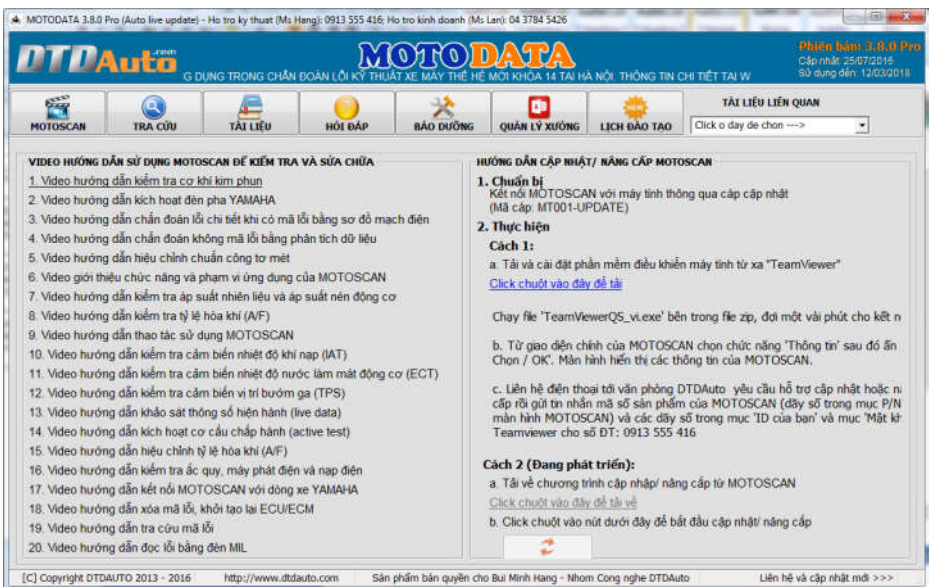 MOTODATA 3.8.0 Pro (Auto live update) - Ho tro ky thuat (Ms Hang): 0913 555 416; Ho tro kinh doanh (Ms Lan): 04 3784 5426
DTDAuto.com
MOTODATA
G DỤNG TRONG CHẨN ĐOÁN LỖI KỸ THUẬT XE MÁY THẾ HỆ MỚI KHÓA 14 TẠI HÀ NỘI. THÔNG TIN CHI TIẾT TẠI W
Phiên bản: 3.8.0 Pro
Cập nhật: 25/07/2016
Sử dụng đến: 12/03/2018
MOTOSCAN
TRA CỨU
TÀI LIỆU
HỎI ĐÁP
BẢO DƯỠNG
QUẢN LÝ XƯỞNG
LỊCH ĐÀO TẠO
TÀI LIỆU LIÊN QUAN
Click o day de chon --->
VIDEO HƯỚNG DẪN SỬ DỤNG MOTOSCAN ĐỂ KIỂM TRA VÀ SỬA CHỮA
1. Video hướng dẫn kiểm tra cơ khí kim phun
2. Video hướng dẫn kích hoạt đèn pha YAMAHA
3. Video hướng dẫn chẩn đoán lỗi chi tiết khi có mã lỗi bằng sơ đồ mạch điện
4. Video hướng dẫn chẩn đoán không mã lỗi bằng phân tích dữ liệu
5. Video hướng dẫn hiệu chỉnh chuẩn công tơ mét
6. Video giới thiệu chức năng và phạm vi ứng dụng của MOTOSCAN
7. Video hướng dẫn kiểm tra áp suất nhiên liệu và áp suất nén động cơ
8. Video hướng dẫn kiểm tra tỷ lệ hòa khí (A/F)
9. Video hướng dẫn thao tác sử dụng MOTOSCAN
10. Video hướng dẫn kiểm tra cảm biến nhiệt độ khí nạp (IAT)
11. Video hướng dẫn kiểm tra cảm biến nhiệt độ nước làm mát động cơ (ECT)
12. Video hướng dẫn kiểm tra cảm biến vị trí bướm ga (TPS)
13. Video hướng dẫn khảo sát thông số hiện hành (live data)
14. Video hướng dẫn kích hoạt cơ cấu chấp hành (active test)
15. Video hướng dẫn hiệu chỉnh tỷ lệ hòa khí (A/F)
16. Video hướng dẫn kiểm tra ắc quy, máy phát điện và nạp điện
17. Video hướng dẫn kết nối MOTOSCAN với dòng xe YAMAHA
18. Video hướng dẫn xóa mã lỗi, khởi tạo lại ECU/ECM
19. Video hướng dẫn tra cứu mã lỗi
20. Video hướng dẫn đọc lỗi bằng đèn MIL
HƯỚNG DẪN CẬP NHẬT/ NÂNG CẤP MOTOSCAN
1. Chuẩn bị
Kết nối MOTOSCAN với máy tính thông qua cáp cập nhật
(Mã cáp: MT001-UPDATE)
2. Thực hiện
Cách 1:
a. Tải và cài đặt phần mềm điều khiển máy tính từ xa "TeamViewer"
Click chuột vào đây để tải
Chạy file 'TeamViewerQS_vi.exe' bên trong file zip, đợi một vài phút cho kết n
b. Từ giao diện chính của MOTOSCAN chọn chức năng 'Thông tin' sau đó ấn
Chọn / OK'. Màn hình hiển thị các thông tin của MOTOSCAN.
c. Liên hệ điện thoại tới văn phòng DTDAuto yêu cầu hỗ trợ cập nhật hoặc n
cấp rồi gửi tin nhắn mã số sản phẩm của MOTOSCAN (dãy số trong mục P/N
màn hình MOTOSCAN) và các dãy số trong mục 'ID của bạn' và mục 'Mật kh
Teamviewer cho số ĐT: 0913 555 416
Cách 2 (Đang phát triển):
a. Tải về chương trình cập nhập/ nâng cấp từ MOTOSCAN
Click chuột vào đây để tải về
b. Click chuột vào nút dưới đây để bắt đầu cập nhật/ nâng cấp
[C] Copyright DTDAUTO 2013 - 2016
http://www.dtdauto.com
Sản phẩm bản quyền cho Bui Minh Hang - Nhom Cong nghe DTDAuto
Liên hệ mật khẩu mới >>>